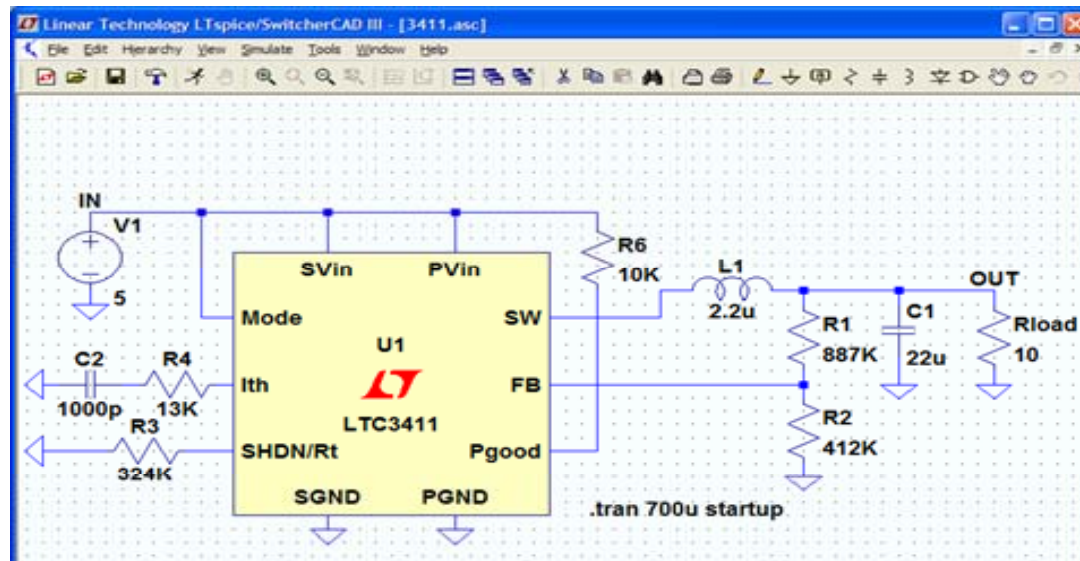 Linear Technology LTspice/SwitcherCAD III - [3411.asc]
File Edit Hierarchy View Simulate Tools Window Help
IN
V1
5
SVin PVin
R6
10K
L1
2.2u
OUT
Mode
SW
U1
R1
887K
C1
22u
Rload
10
C2
1000p
R4
13K
Ith
FB
LTC3411
R3
324K
SHDN/Rt
Pgood
R2
412K
SGND PGND
.tran 700u startup